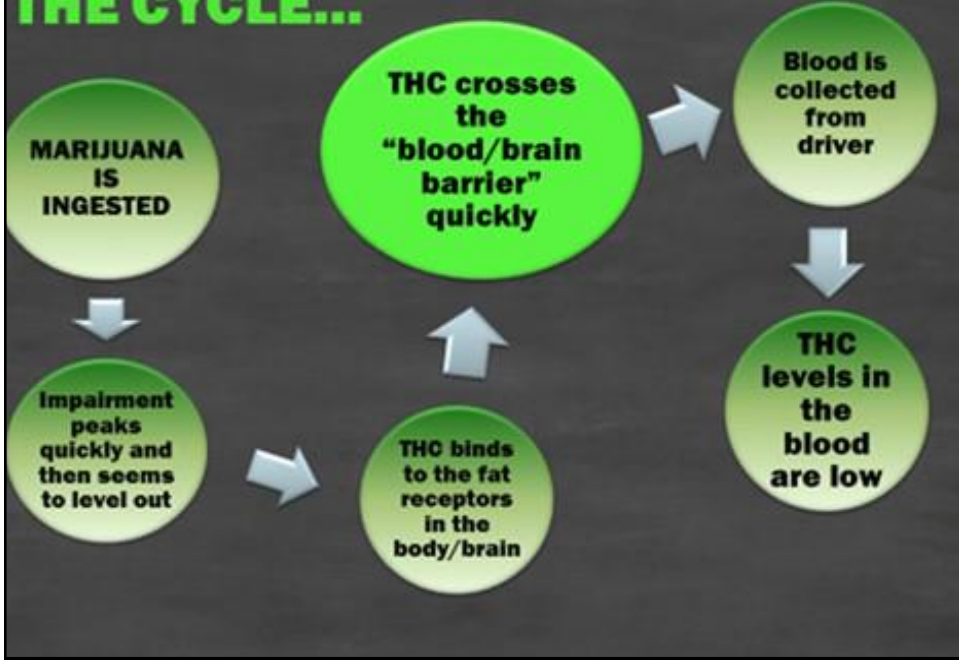 THE CYCLE...
MARIJUANA
IS
INGESTED
Impairment
peaks
quickly and
then seems
to level out
THC binds
to the fat
receptors
in the
body/brain
THC crosses
the
“blood/brain
barrier”
quickly
Blood is
collected
from
driver
THC
levels in
the
blood
are low